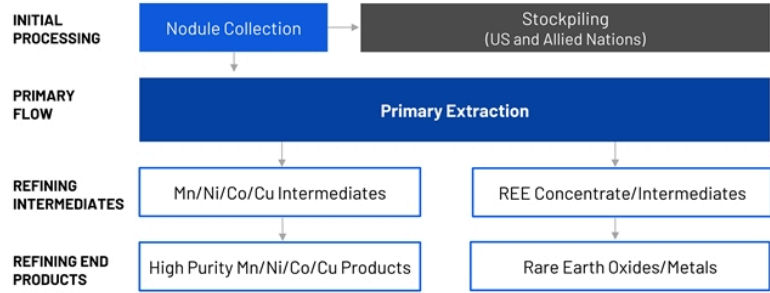 INITIAL
PROCESSING
Nodule Collection
Stockpiling
(US and Allied Nations)
PRIMARY
FLOW
Primary Extraction
REFINING
INTERMEDIATES
Mn/Ni/Co/Cu Intermediates
REE Concentrate/Intermediates
REFINING END
PRODUCTS
High Purity Mn/Ni/Co/Cu Products
Rare Earth Oxides/Metals